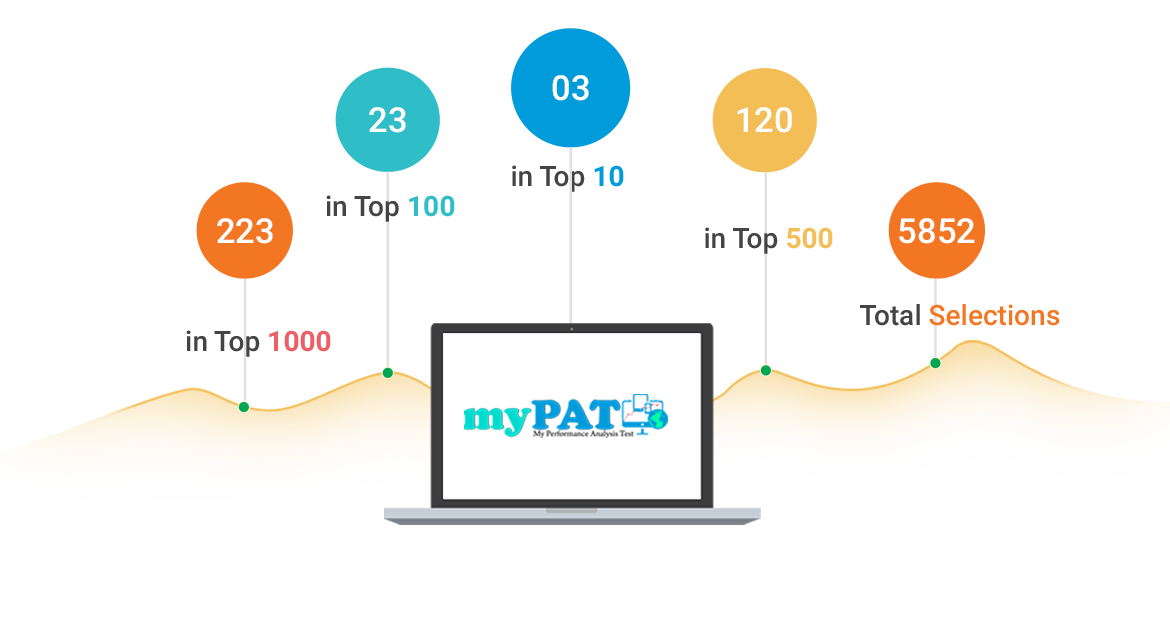 03
in Top 10
23
in Top 100
120
in Top 500
223
in Top 1000
5852
Total Selections
myPAT
My Performance Analysis Test